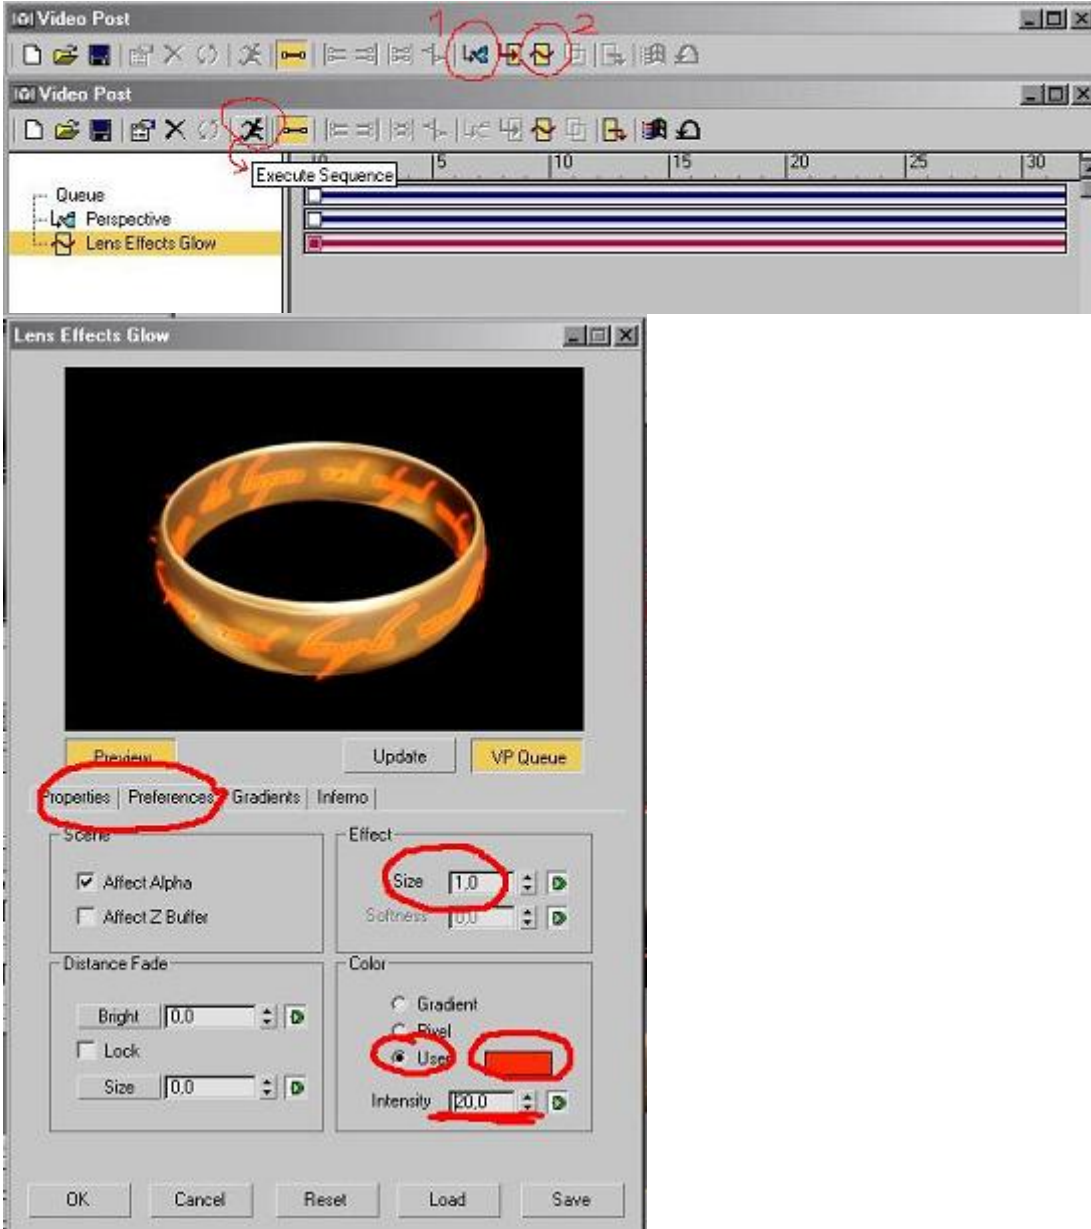 Video Post
1 2
Video Post
Execute Sequence
5 10 15 20 25 30
Queue
Perspective
Lens Effects Glow
Lens Effects Glow
Preview Update VP Queue
Properties Preferences Gradients Inferno
Scene
Affect Alpha
Affect Z Buffer
Effect
Size 1,0
Softness 0,0
Distance Fade
Bright 0,0
Lock
Size 0,0
Color
Gradient
Pixel
User
Intensity 20,0
OK Cancel Reset Load Save